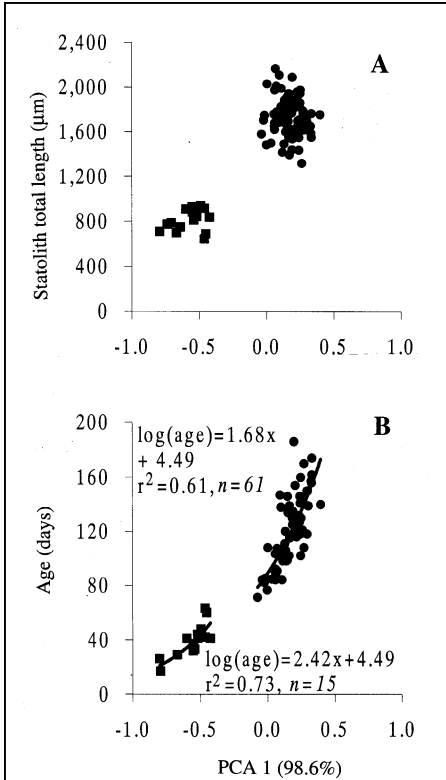 A
Statolith total length (µm)
2,400
2,000
1,600
1,200
800
400
0
-1.0 -0.5 0.0 0.5 1.0
B
Age (days)
200
160
120
80
40
0
log(age)=1.68x
+ 4.49
r²=0.61, n=61
log(age)=2.42x+4.49
r²=0.73, n=15
-1.0 -0.5 0.0 0.5 1.0
PCA 1 (98.6%)